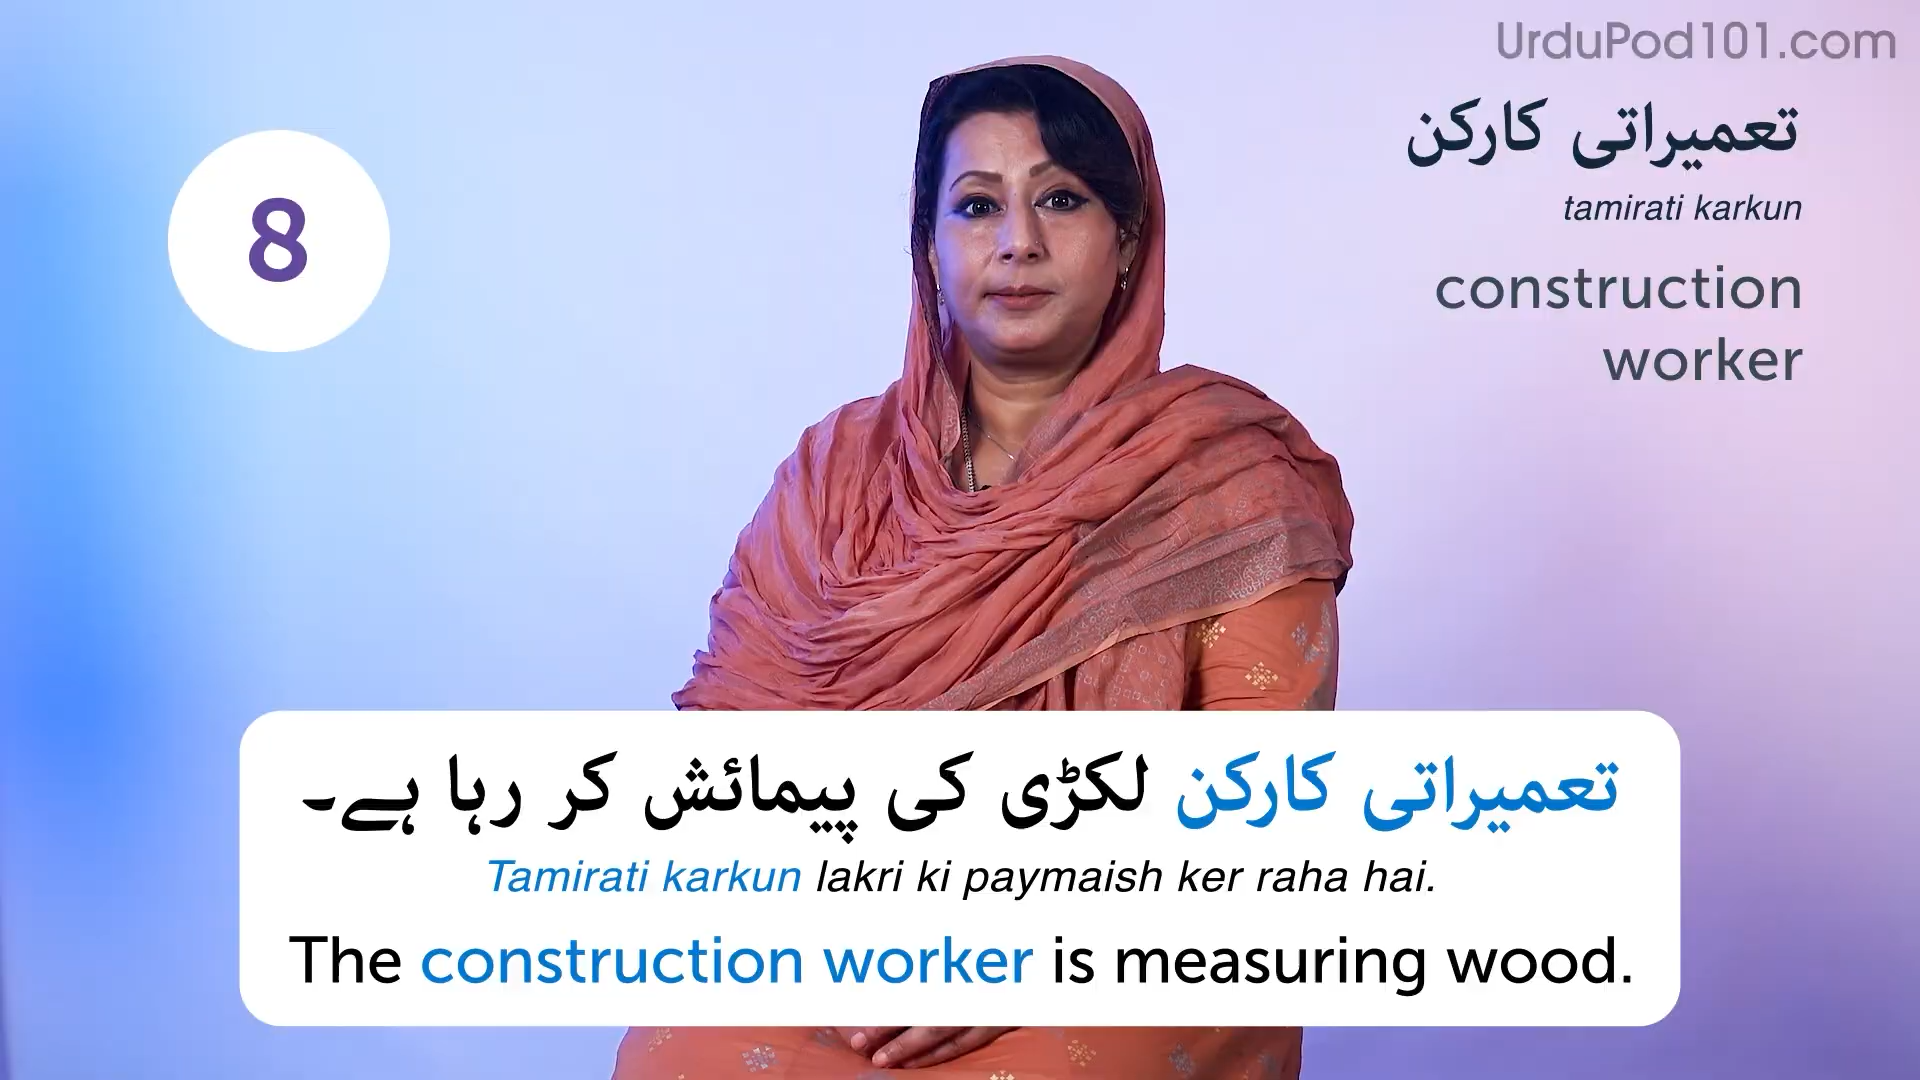 UrduPod101.com
8
تعمیراتی کارکن
tamirati karkun
construction
worker
تعمیراتی کارکن لکڑی کی پیمائش کر رہا ہے۔
Tamirati karkun lakri ki paymaish ker raha hai.
The construction worker is measuring wood.